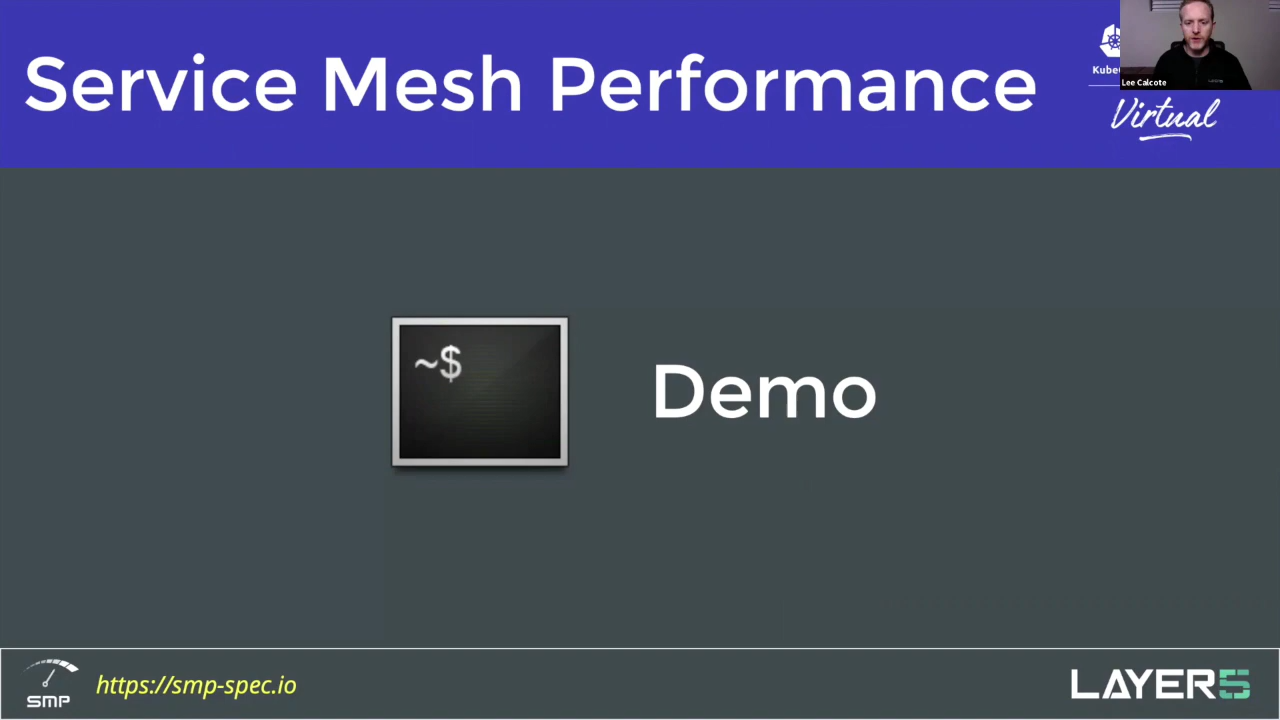 Service Mesh Performance
Lee Calcote
Virtual
~$
Demo
SMP
https://smp-spec.io
LAYER5